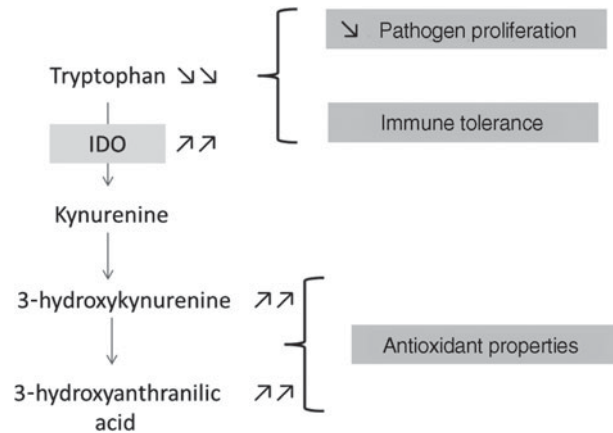 ↘ Pathogen proliferation
Tryptophan ↘↘
Immune tolerance
IDO ↗↗
Kynurenine
3-hydroxykynurenine ↗↗
Antioxidant properties
3-hydroxyanthranilic ↗↗
acid